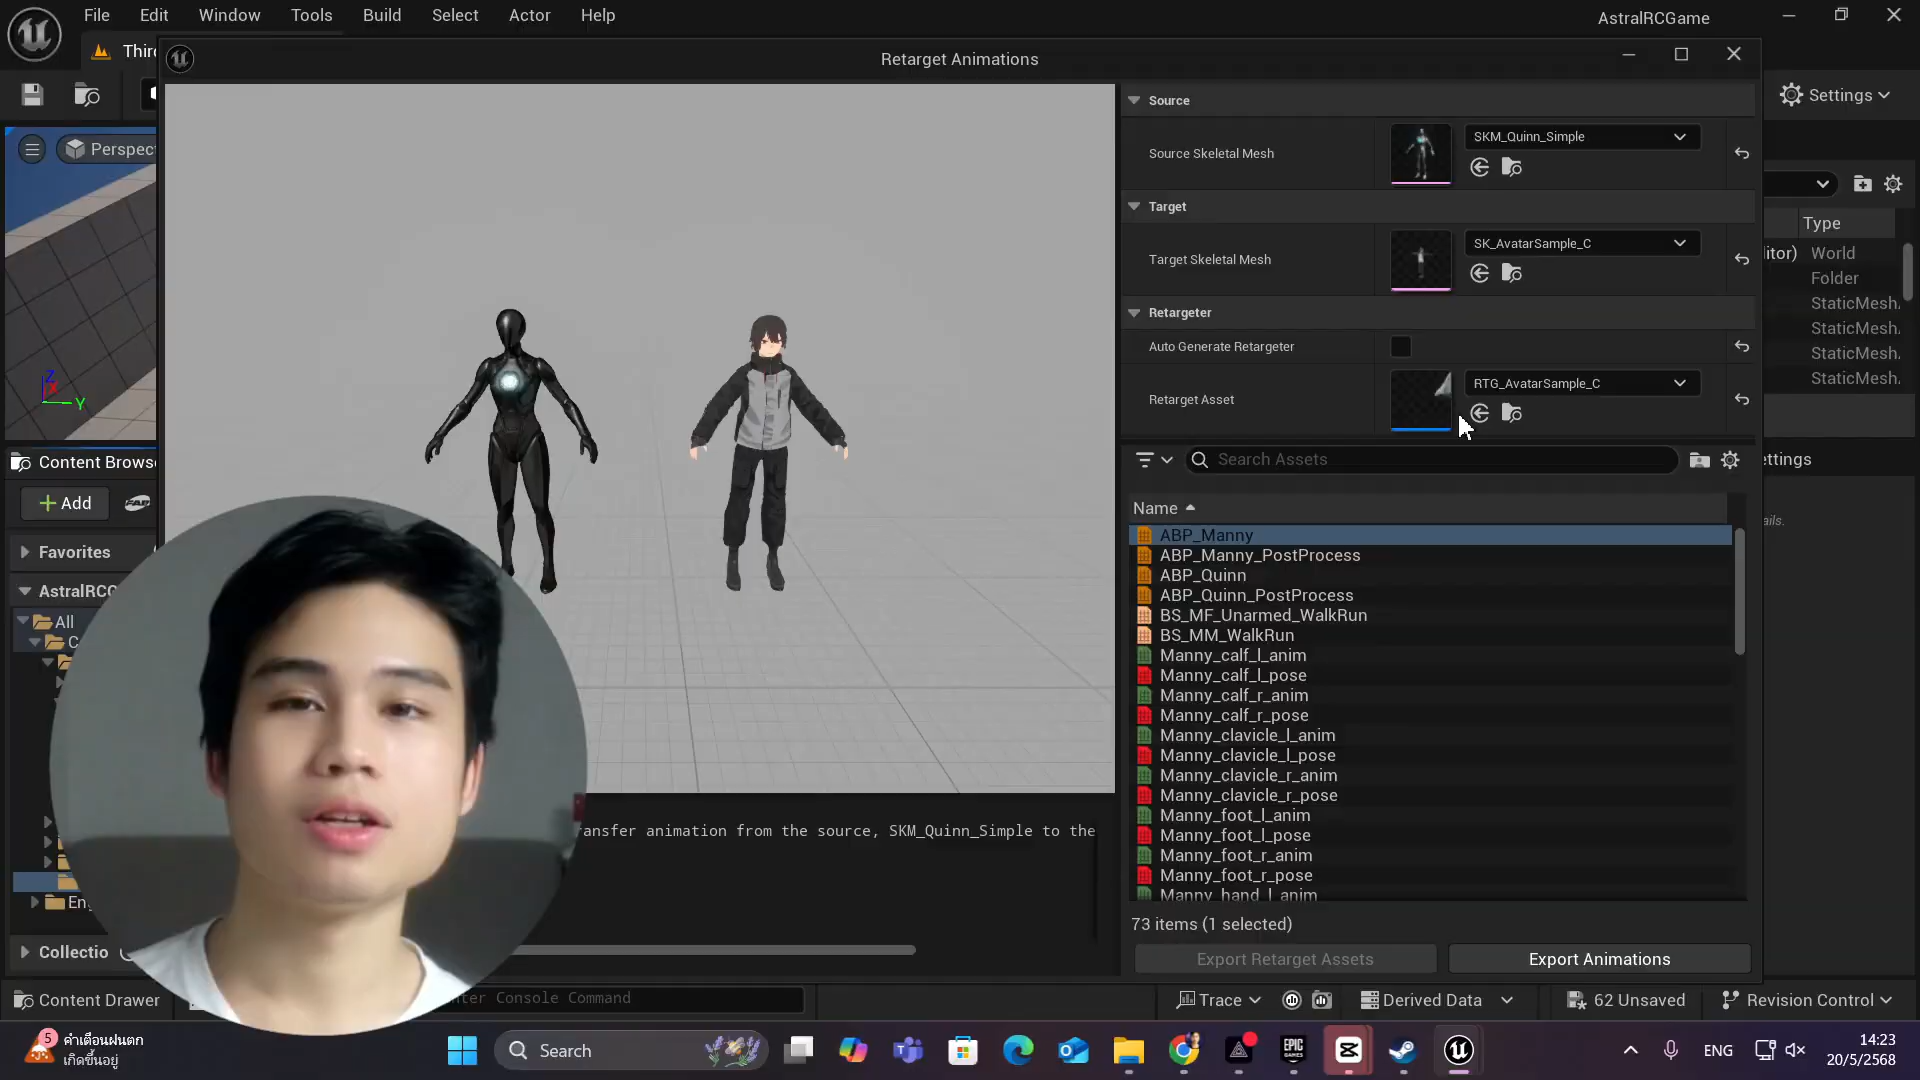 File Edit Window Tools Build Select Actor Help
AstralRCGame
Retarget Animations
Settings
Source
Source Skeletal Mesh
SKM_Quinn_Simple
Perspec
Target
Type
Target Skeletal Mesh
SK_AvatarSample_C
World
Folder
StaticMesh
StaticMesh
StaticMesh
StaticMesh
Retargeter
Auto Generate Retargeter
Retarget Asset
RTG_AvatarSample_C
Z
X
Y
Content Brows
Search Assets
Add
Name
Favorites
ABP_Manny
ABP_Manny_PostProcess
ABP_Quinn
ABP_Quinn_PostProcess
BS_MF_Unarmed_WalkRun
BS_MM_WalkRun
Manny_calf_l_anim
Manny_calf_l_pose
Manny_calf_r_anim
Manny_calf_r_pose
Manny_clavicle_l_anim
Manny_clavicle_l_pose
Manny_clavicle_r_anim
Manny_clavicle_r_pose
Manny_foot_l_anim
Manny_foot_l_pose
Manny_foot_r_anim
Manny_foot_r_pose
Manny_hand_l_anim
AstralRC
All
ansfer animation from the source, SKM_Quinn_Simple to the
En
Collectio
73 items (1 selected)
Export Retarget Assets
Export Animations
Content Drawer
nter Console Command
Trace
Derived Data
62 Unsaved
Revision Control
5
คำเตือนฝนตก
เกิดขึ้นอยู่
Search
EPIC
GAMES
ENG
14:23
20/5/2568